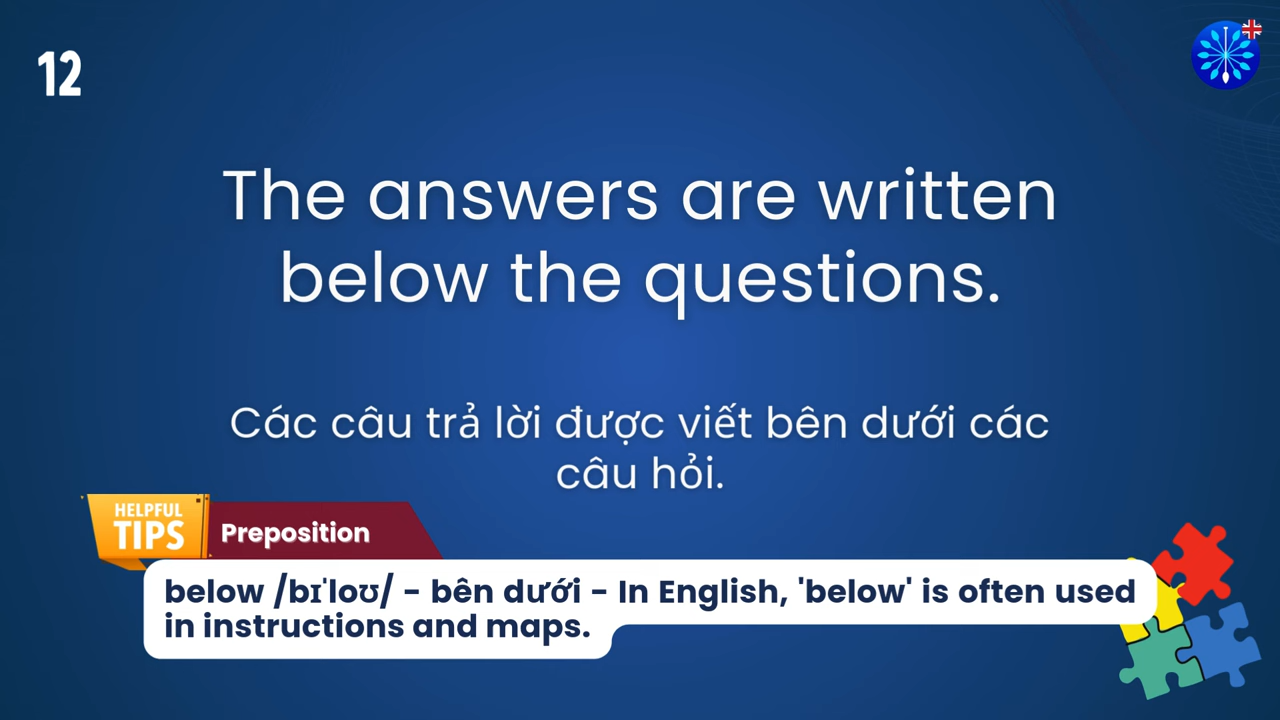 12
The answers are written
below the questions.
Các câu trả lời được viết bên dưới các
câu hỏi.
HELPFUL
TIPS
Preposition
below /bɪˈloʊ/ - bên dưới - In English, 'below' is often used
in instructions and maps.